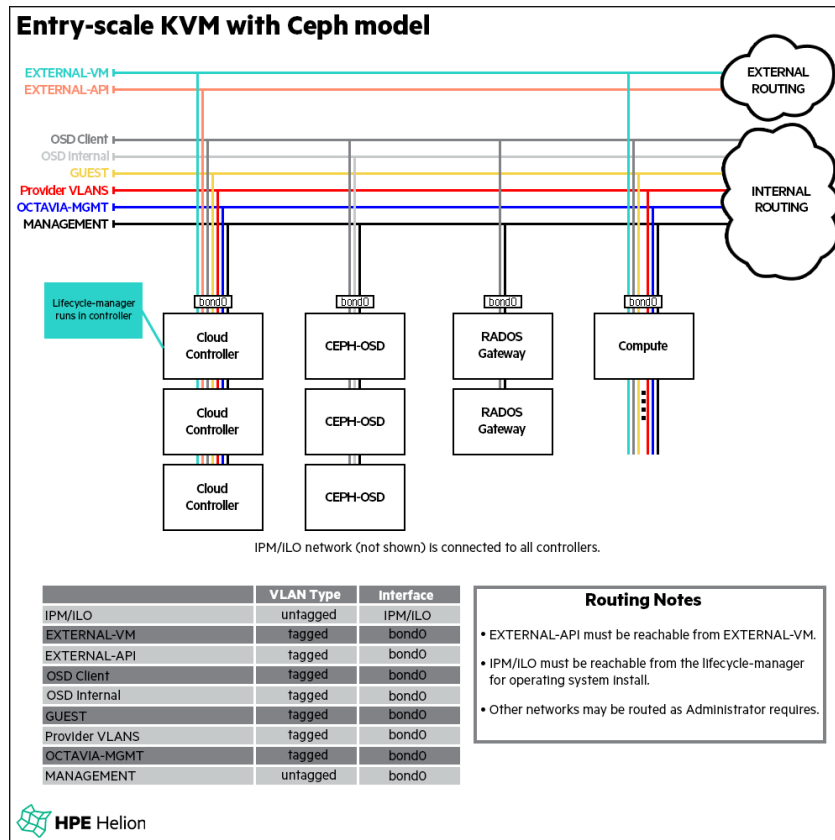 Entry-scale KVM with Ceph model
EXTERNAL-VM
EXTERNAL-API
EXTERNAL
ROUTING
OSD Client
OSD Internal
GUEST
Provider VLANS
OCTAVIA-MGMT
MANAGEMENT
INTERNAL
ROUTING
Lifecycle-manager
runs in controller
bond0
bond0
bond0
bond0
Cloud
Controller
CEPH-OSD
RADOS
Gateway
Compute
Cloud
Controller
CEPH-OSD
RADOS
Gateway
Cloud
Controller
CEPH-OSD
IPM/ILO network (not shown) is connected to all controllers.
VLAN Type Interface
IPM/ILO untagged IPM/ILO
EXTERNAL-VM tagged bond0
EXTERNAL-API tagged bond0
OSD Client tagged bond0
OSD Internal tagged bond0
GUEST tagged bond0
Provider VLANS tagged bond0
OCTAVIA-MGMT tagged bond0
MANAGEMENT untagged bond0
Routing Notes
• EXTERNAL-API must be reachable from EXTERNAL-VM.
• IPM/ILO must be reachable from the lifecycle-manager
for operating system install.
• Other networks may be routed as Administrator requires.
HPE Helion